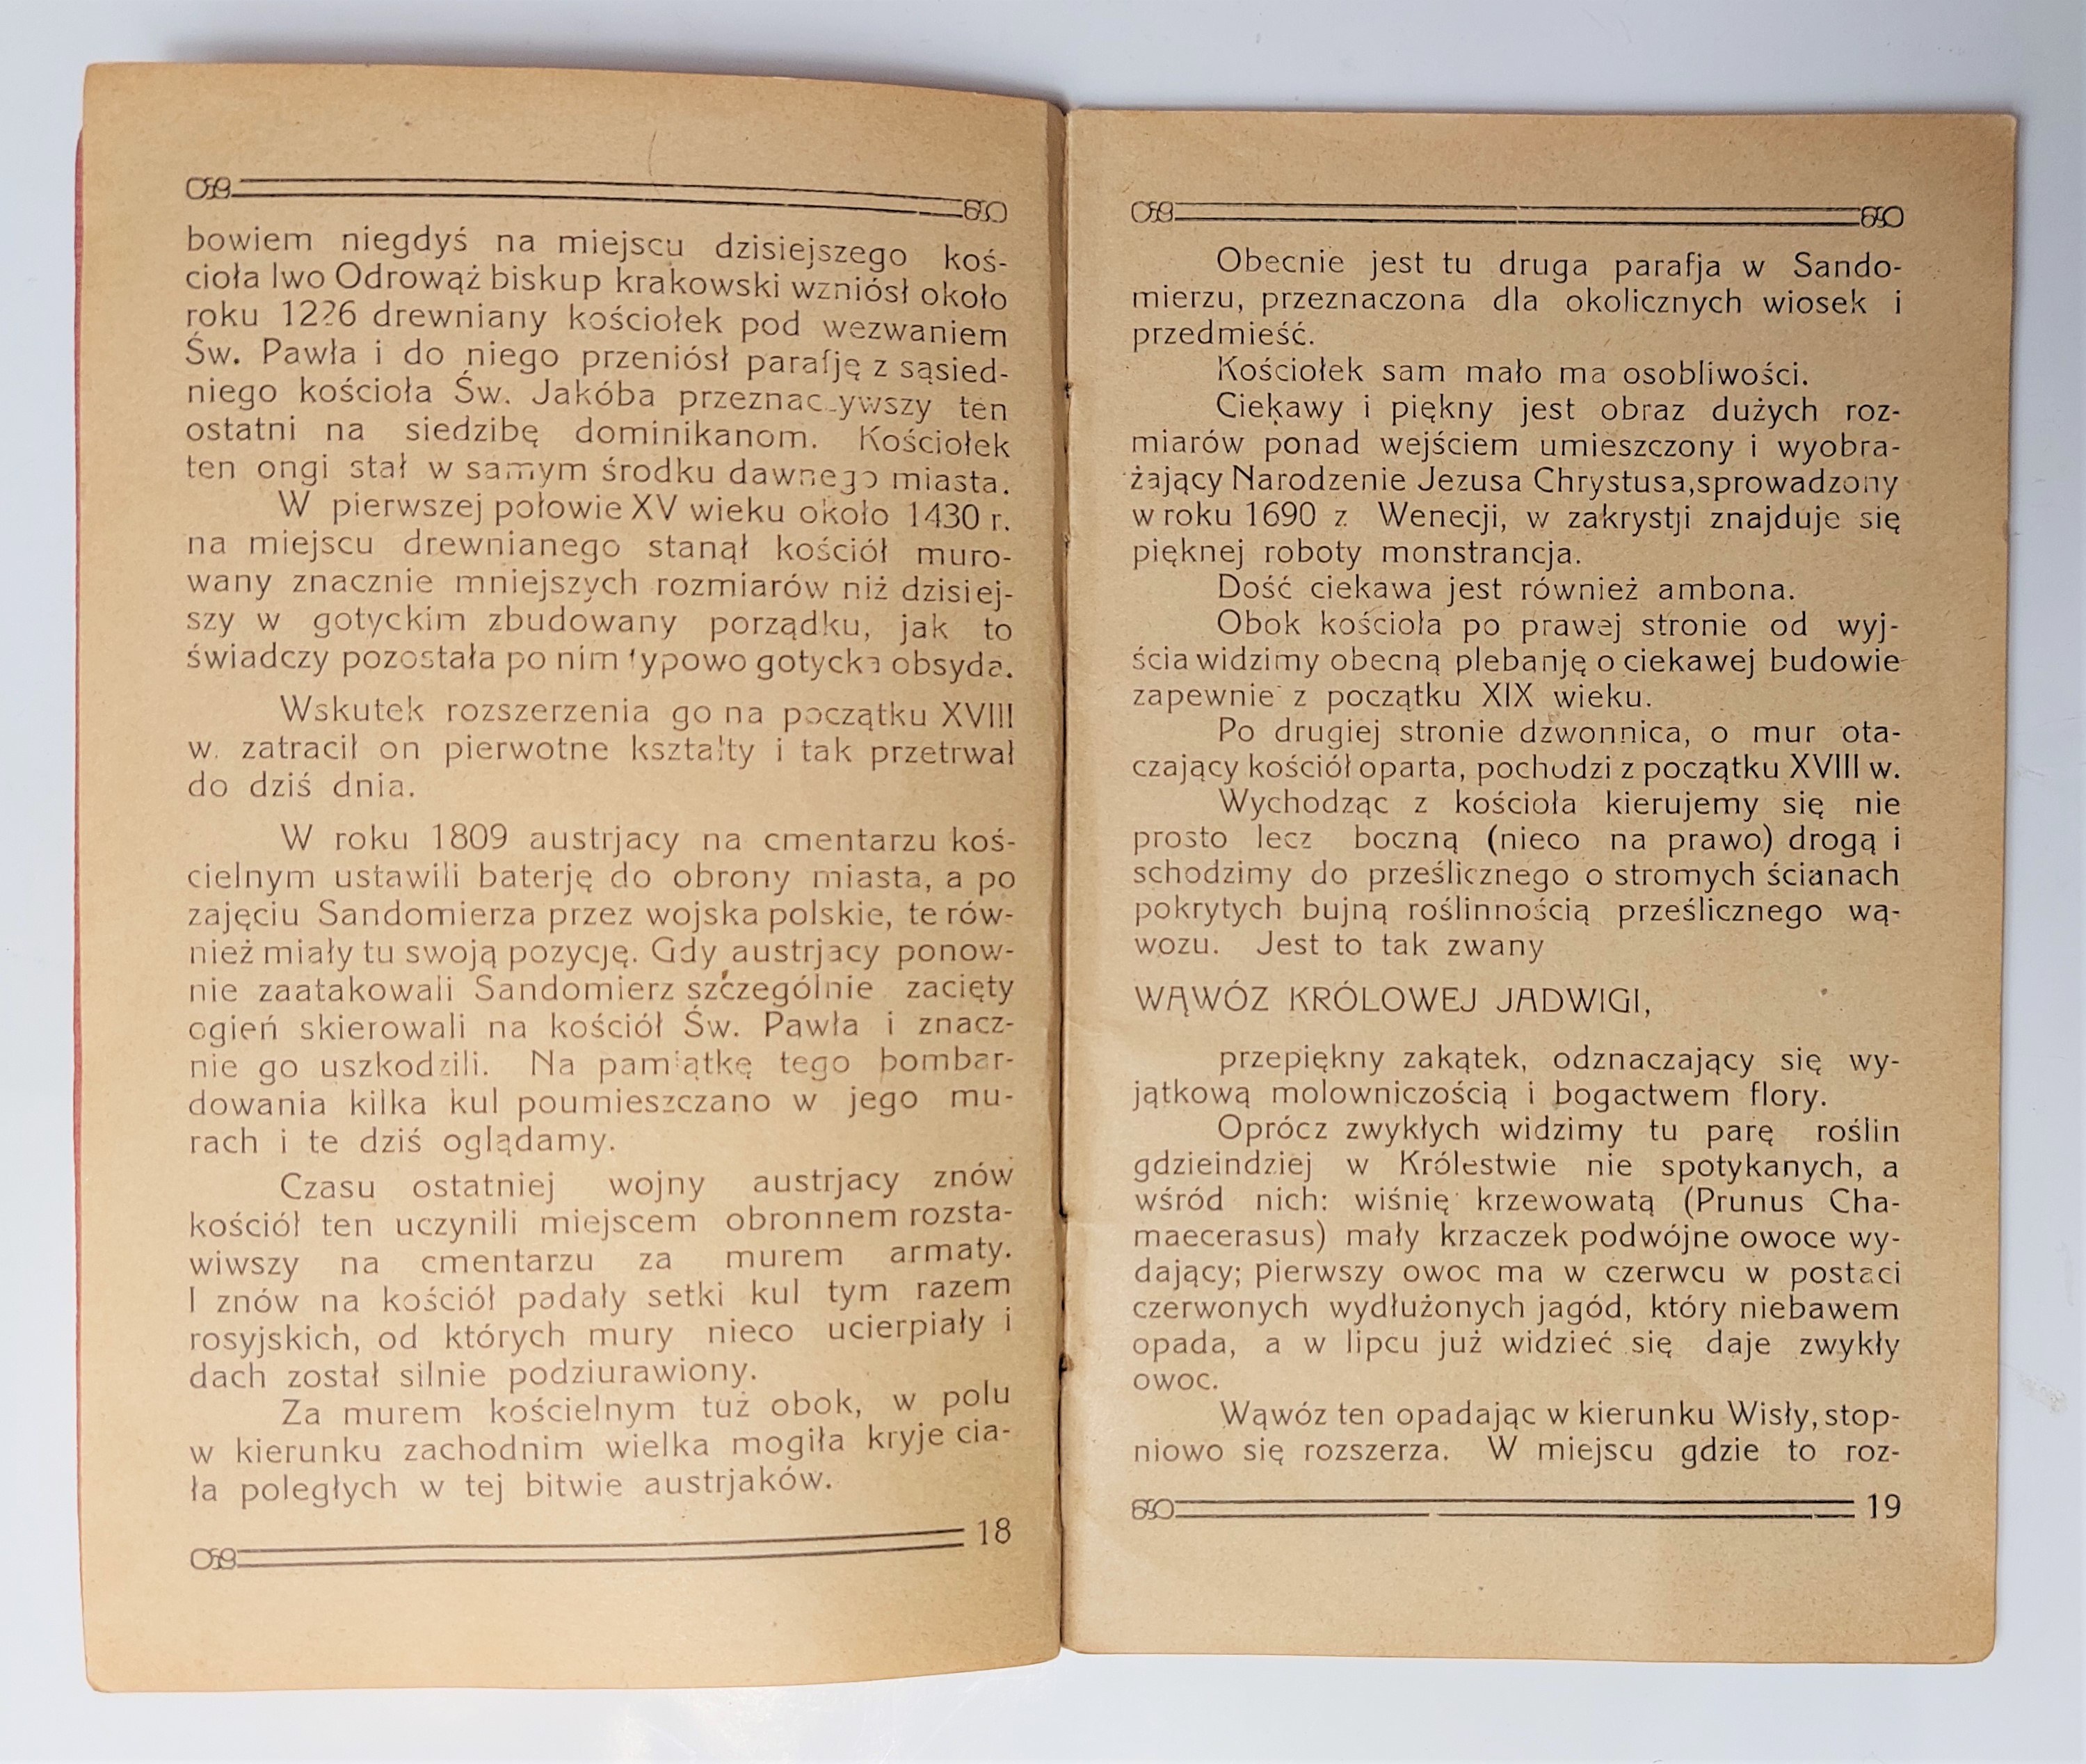 bowiem niegdyś na miejscu dzisiejszego koś-
cioła Iwo Odrowąż biskup krakowski wzniósł około
roku 1226 drewniany kościołek pod wezwaniem
Św. Pawła i do niego przeniósł parafję z sąsied-
niego kościoła Św. Jakóba ten
ostatni na siedzibę dominikanom. Kościołek
ten ongi stał w samym środku dawnego miasta.
W pierwszej połowie XV wieku około 1430 r.
na miejscu drewnianego stanął kościół muro-
wany znacznie mniejszych rozmiarów niż dzisiej-
szy w gotyckim zbudowany porządku, jak to
świadczy pozostała po nim typowo gotycka obsyda.
Wskutek rozszerzenia go na początku XVIII
w. zatracił on pierwotne kształty i tak przetrwał
do dziś dnia.
W roku 1809 austrjacy na cmentarzu koś-
cielnym ustawili baterję do obrony miasta, a po
zajęciu Sandomierza przez wojska polskie, te rów-
nież miały tu swoją pozycję. Gdy austrjacy ponow-
nie zaatakowali Sandomierz szczególnie zacięty
ogień skierowali na kościół Św. Pawła i znacz-
nie go uszkodzili. Na pamiątkę tego bombar-
dowania kilka kul poumieszczano w jego mu-
rach i te dziś oglądamy.
Czasu ostatniej wojny austrjacy znów
kościół ten uczynili miejscem obronnem rozsta-
wiwszy na cmentarzu za murem armaty.
I znów na kościół padały setki kul tym razem
rosyjskich, od których mury nieco ucierpiały i
dach został silnie podziurawiony.
Za murem kościelnym tuż obok, w polu
w kierunku zachodnim wielka mogiła kryje cia-
ła poległych w tej bitwie austrjaków.
18
Obecnie jest tu druga parafja w Sando-
mierzu, przeznaczona dla okolicznych wiosek i
przedmieść.
Kościołek sam mało ma osobliwości.
Ciekawy i piękny jest obraz dużych roz-
miarów ponad wejściem umieszczony i wyobra-
żający Narodzenie Jezusa Chrystusa,sprowadzony
w roku 1690 z Wenecji, w zakrystji znajduje się
pięknej roboty monstrancja.
Dość ciekawa jest również ambona.
Obok kościoła po prawej stronie od wyj-
ścia widzimy obecną plebanję o ciekawej budowie
zapewnie z początku XIX wieku.
Po drugiej stronie dzwonnica, o mur ota-
czający kościół oparta, pochodzi z początku XVIII w.
Wychodząc z kościoła kierujemy się nie
prosto lecz boczną (nieco na prawo) drogą i
schodzimy do prześlicznego o stromych ścianach
pokrytych bujną roślinnością prześlicznego wą-
wozu. Jest to tak zwany
WĄWÓZ KRÓLOWEJ JADWIGI,
przepiękny zakątek, odznaczający się wy-
jątkową molowniczością i bogactwem flory.
Oprócz zwykłych widzimy tu parę roślin
gdzieindziej w Królestwie nie spotykanych, a
wśród nich: wiśnię krzewowatą (Prunus Cha-
maecerasus) mały krzaczek podwójne owoce wy-
dający; pierwszy owoc ma w czerwcu w postaci
czerwonych wydłużonych jagód, który niebawem
opada, a w lipcu już widzieć się daje zwykły
owoc.
Wąwóz ten opadając w kierunku Wisły, stop-
niowo się rozszerza. W miejscu gdzie to roz-
19